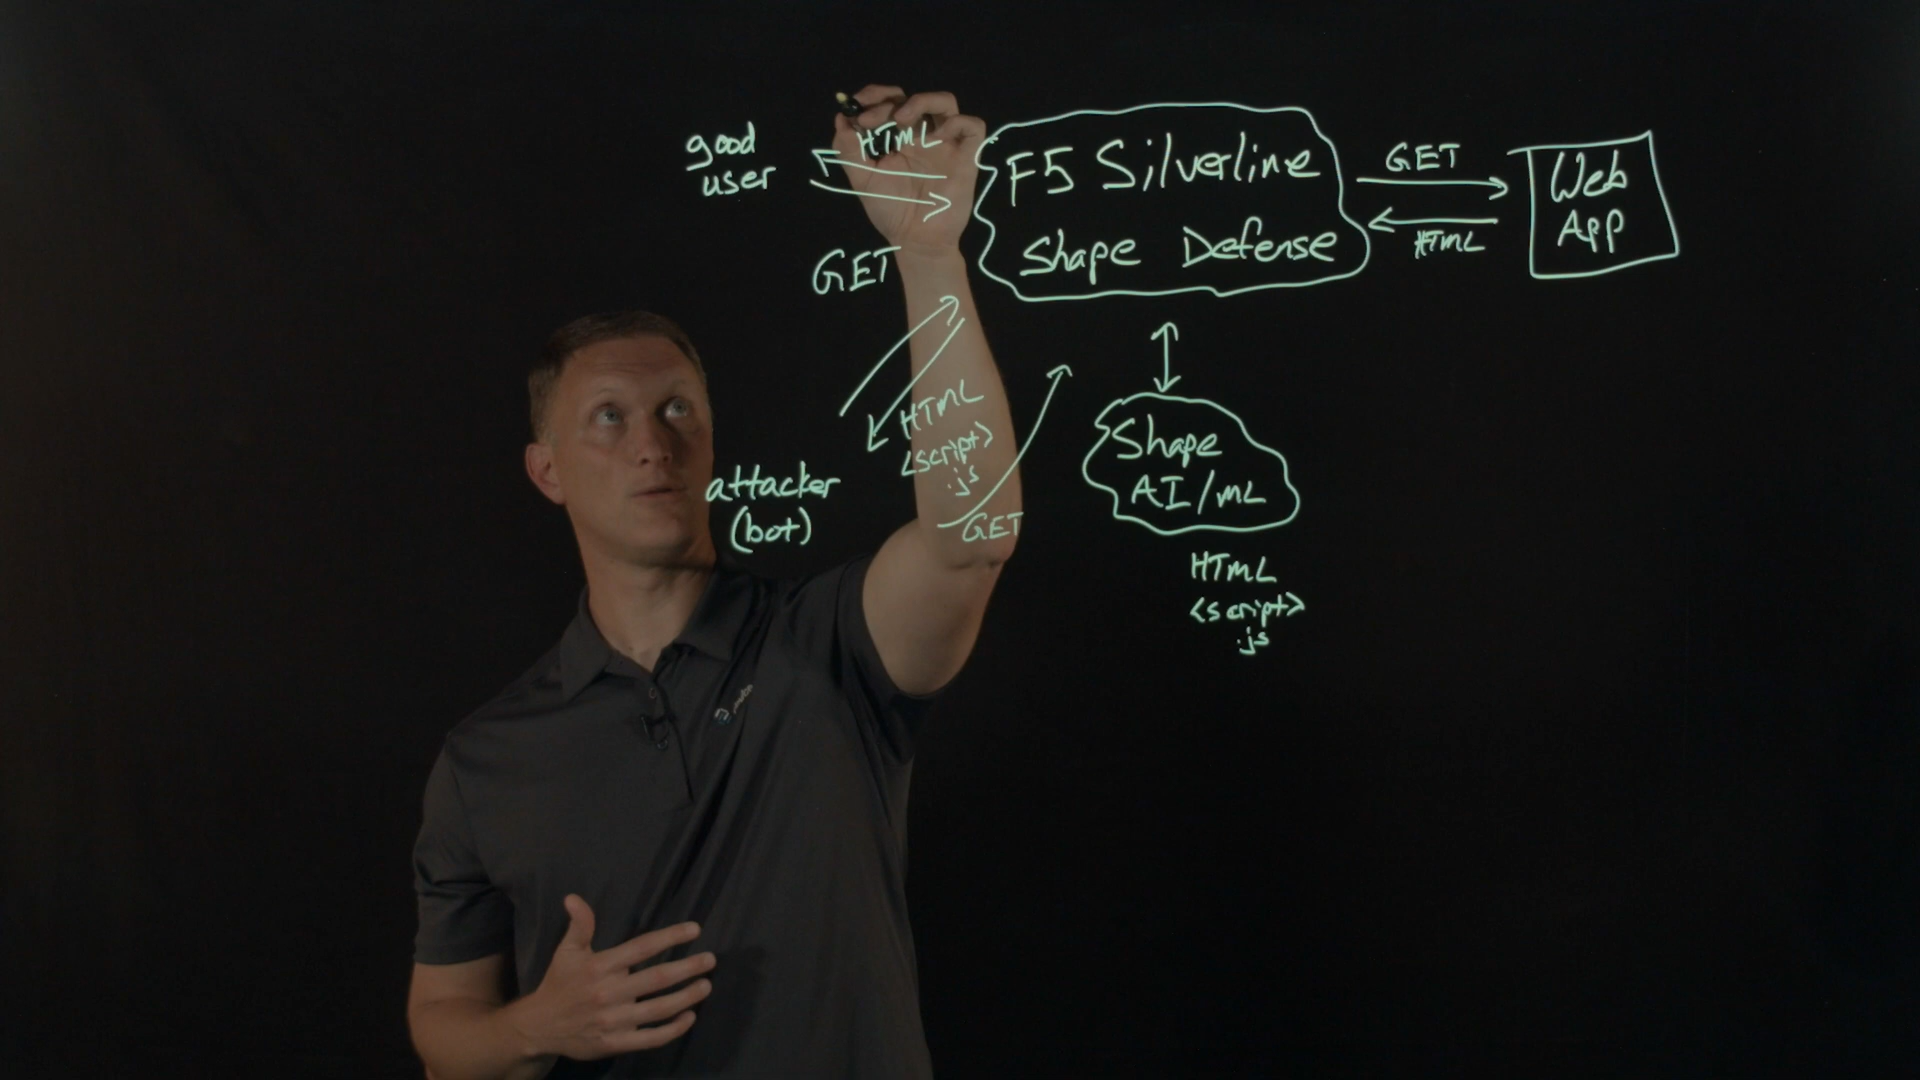 good
user
HTML
GET
F5 Silverline
Shape Defense
GET
HTML
Web
App
attacker
(bot)
HTML
<script>
.js
GET
Shape
AI/ML
HTML
<script>
.js